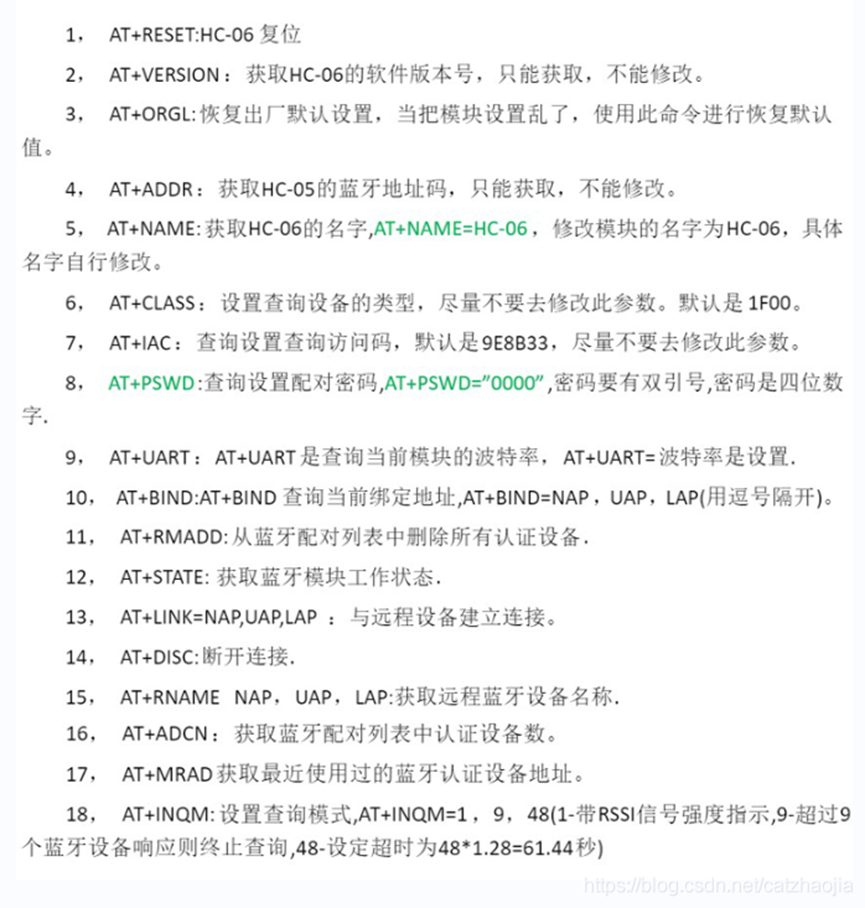 1， AT+RESET:HC-06 复位
2， AT+VERSION：获取HC-06的软件版本号，只能获取，不能修改。
3， AT+ORGL:恢复出厂默认设置，当把模块设置乱了，使用此命令进行恢复默认
值。
4， AT+ADDR：获取HC-05的蓝牙地址码，只能获取，不能修改。
5， AT+NAME:获取HC-06的名字,AT+NAME=HC-06，修改模块的名字为HC-06，具体
名字自行修改。
6， AT+CLASS：设置查询设备的类型，尽量不要去修改此参数。默认是 1F00。
7， AT+IAC：查询设置查询访问码，默认是9E8B33，尽量不要去修改此参数。
8， AT+PSWD:查询设置配对密码,AT+PSWD=”0000”,密码要有双引号,密码是四位数
字.
9， AT+UART：AT+UART 是查询当前模块的波特率，AT+UART= 波特率是设置.
10， AT+BIND:AT+BIND 查询当前绑定地址,AT+BIND=NAP，UAP，LAP(用逗号隔开)。
11， AT+RMADD:从蓝牙配对列表中删除所有认证设备.
12， AT+STATE: 获取蓝牙模块工作状态.
13， AT+LINK=NAP,UAP,LAP ：与远程设备建立连接。
14， AT+DISC:断开连接.
15， AT+RNAME NAP，UAP，LAP:获取远程蓝牙设备名称.
16， AT+ADCN：获取蓝牙配对列表中认证设备数。
17， AT+MRAD 获取最近使用过的蓝牙认证设备地址。
18， AT+INQM:设置查询模式,AT+INQM=1，9，48(1-带RSSI信号强度指示,9-超过9
个蓝牙设备响应则终止查询,48-设定超时为48*1.28=61.44秒)
https://blog.csdn.net/catzhaojia